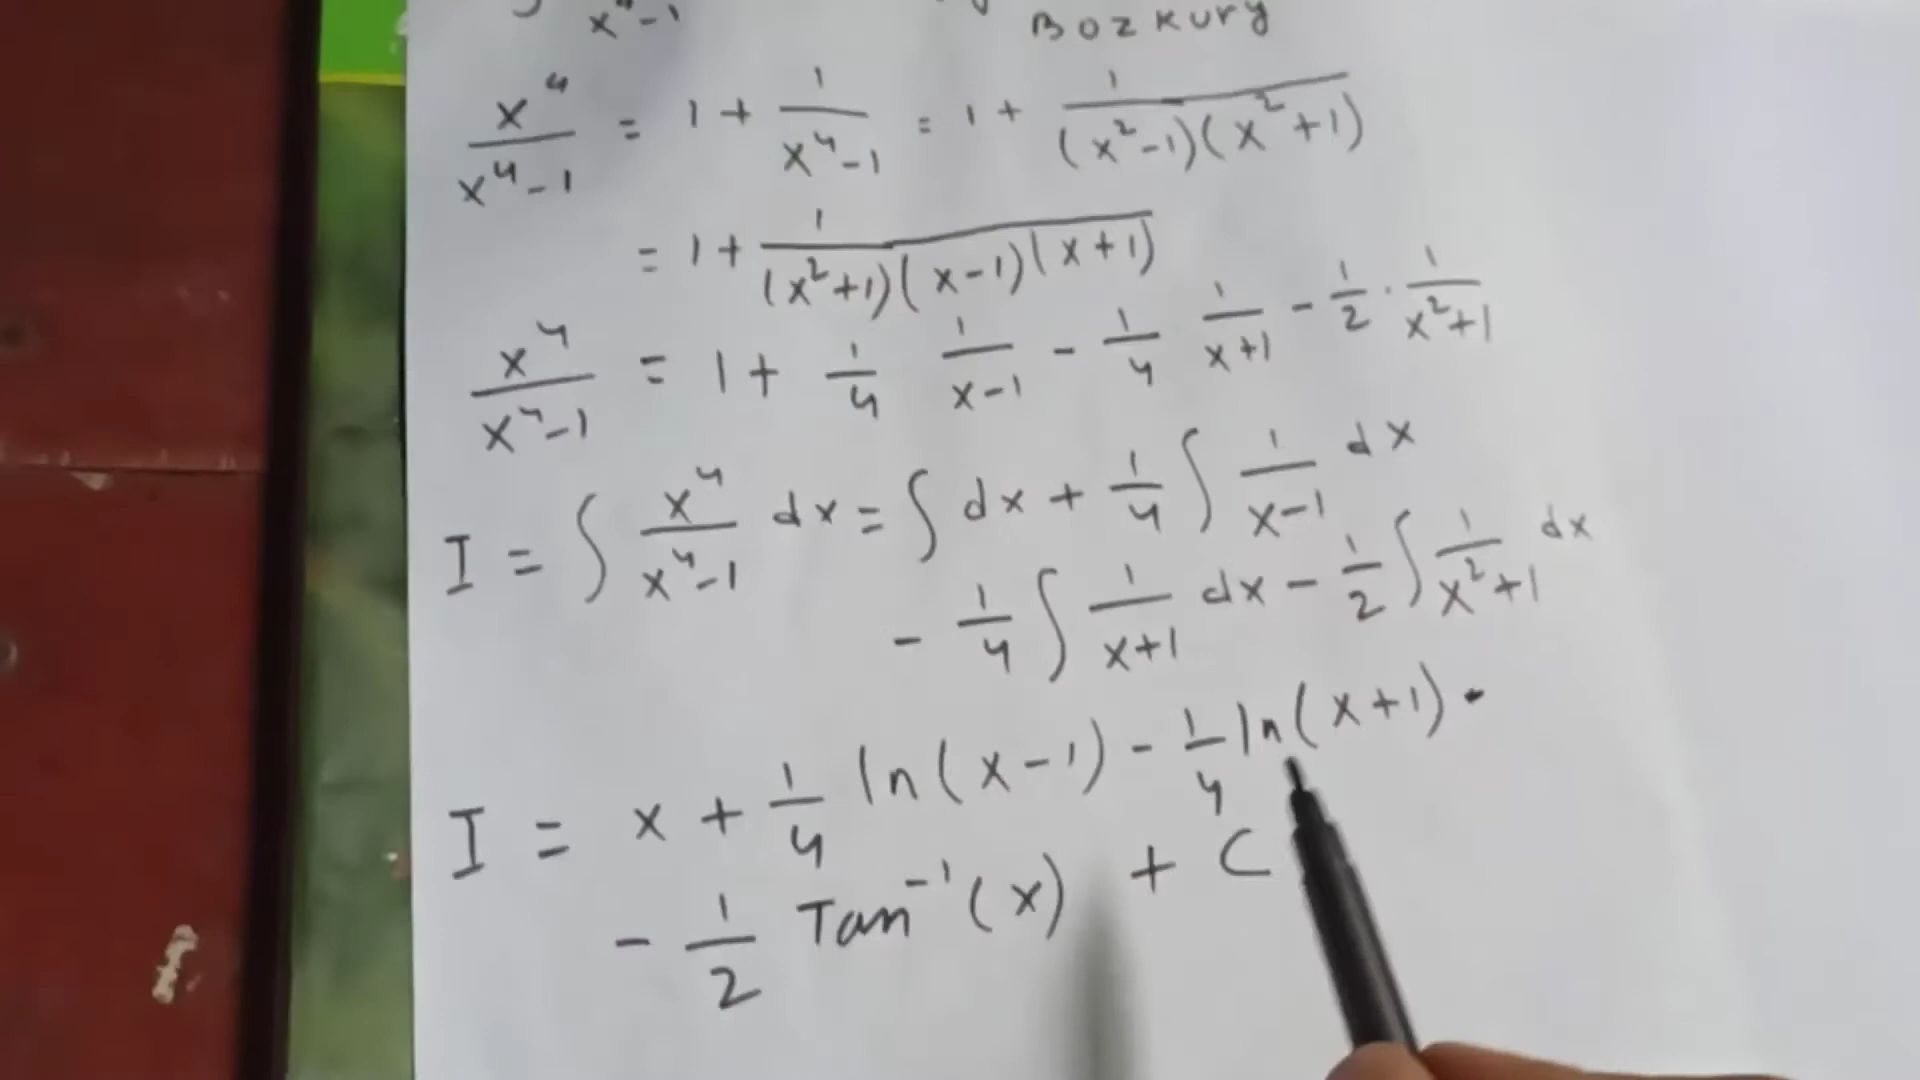 x⁴-1 Bozkury
x⁴/(x⁴-1) = 1 + 1/(x⁴-1) = 1 + 1/((x²-1)(x²+1))
= 1 + 1/((x²+1)(x-1)(x+1))
x⁴/(x⁴-1) = 1 + 1/4 1/(x-1) - 1/4 1/(x+1) - 1/2 · 1/(x²+1)
I = ∫ x⁴/(x⁴-1) dx = ∫ dx + 1/4 ∫ 1/(x-1) dx
- 1/4 ∫ 1/(x+1) dx - 1/2 ∫ 1/(x²+1) dx
I = x + 1/4 ln(x-1) - 1/4 ln(x+1) -
- 1/2 Tan⁻¹(x) + C